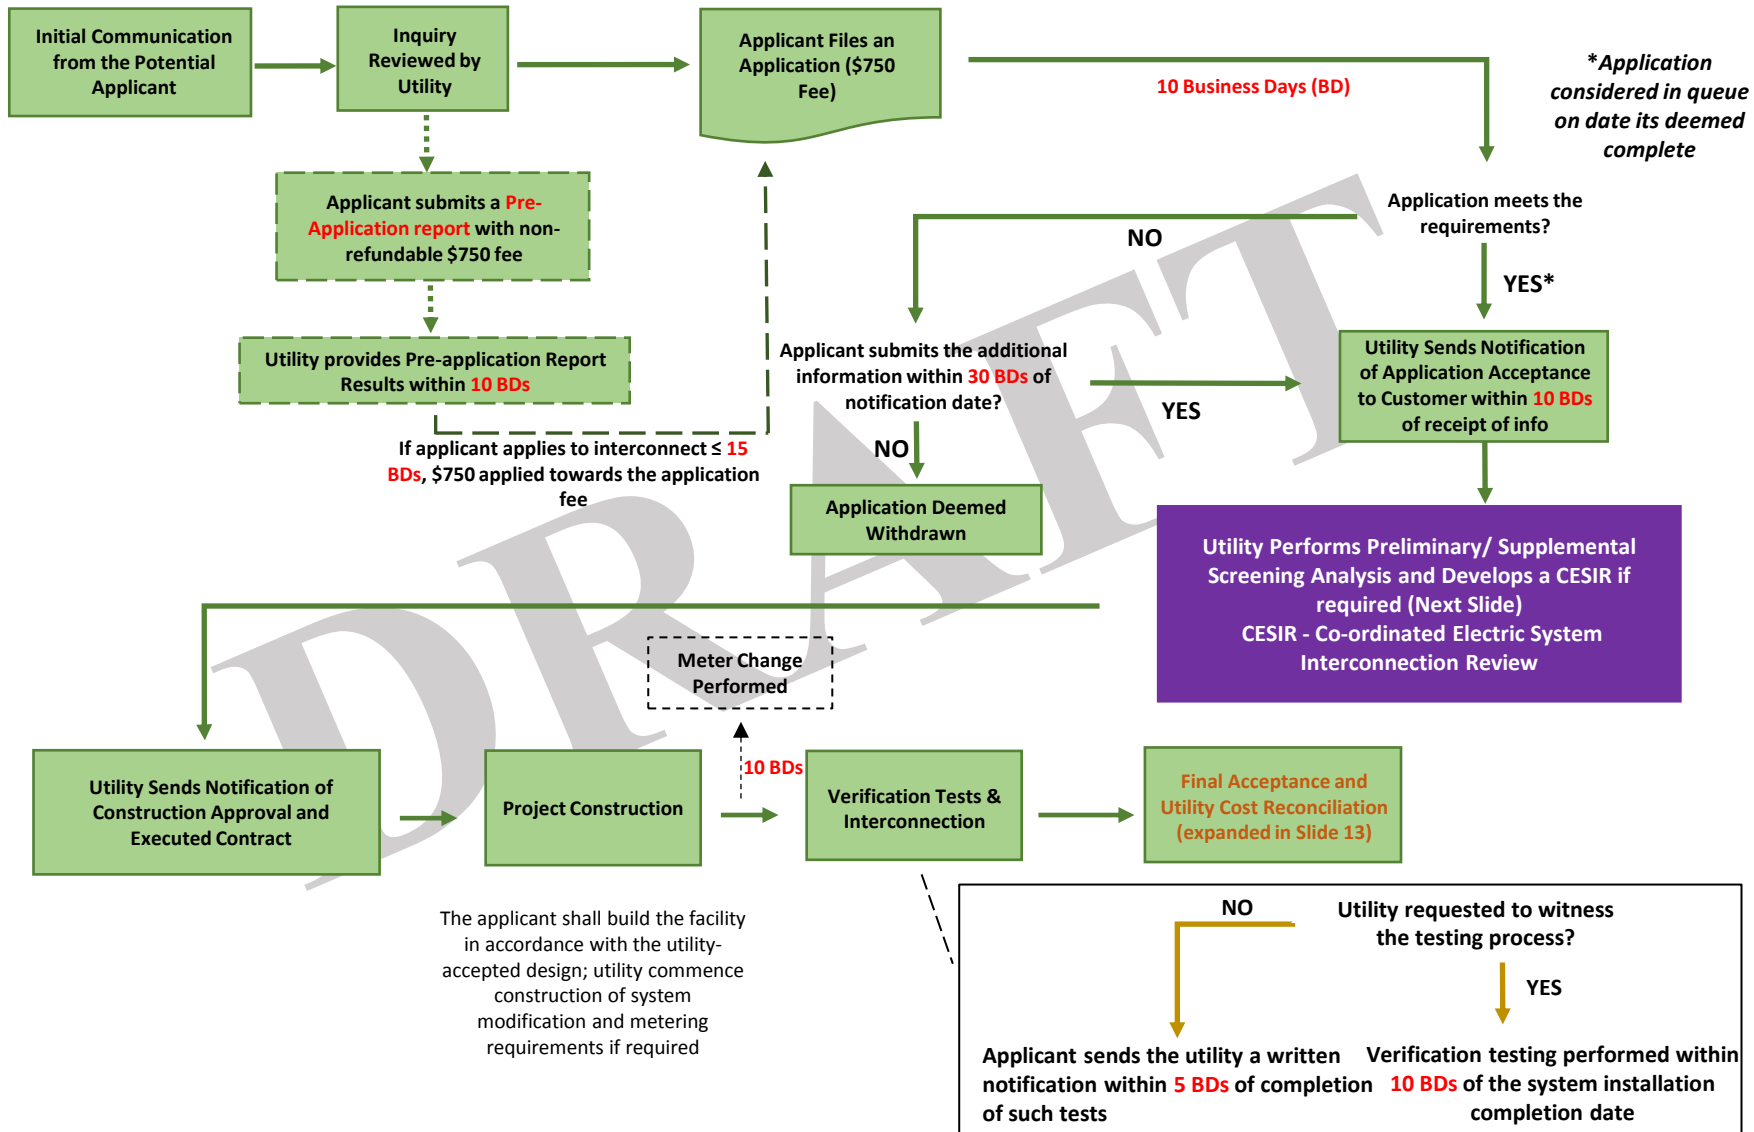 Initial Communication
from the Potential
Applicant
Inquiry
Reviewed by
Utility
Applicant Files an
Application ($750
Fee)
10 Business Days (BD)
*Application
considered in queue
on date its deemed
complete
Applicant submits a Pre-
Application report with non-
refundable $750 fee
Application meets the
requirements?
NO
YES*
Utility provides Pre-application Report
Results within 10 BDs
Applicant submits the additional
information within 30 BDs of
notification date?
YES
Utility Sends Notification
of Application Acceptance
to Customer within 10 BDs
of receipt of info
If applicant applies to interconnect ≤ 15
BDs, $750 applied towards the application
fee
NO
Application Deemed
Withdrawn
Utility Performs Preliminary/ Supplemental
Screening Analysis and Develops a CESIR if
required (Next Slide)
CESIR - Co-ordinated Electric System
Interconnection Review
DRAFT
Meter Change
Performed
10 BDs
Utility Sends Notification of
Construction Approval and
Executed Contract
Project Construction
Verification Tests &
Interconnection
Final Acceptance and
Utility Cost Reconciliation
(expanded in Slide 13)
The applicant shall build the facility
in accordance with the utility-
accepted design; utility commence
construction of system
modification and metering
requirements if required
NO
Utility requested to witness
the testing process?
YES
Applicant sends the utility a written
notification within 5 BDs of completion
of such tests
Verification testing performed within
10 BDs of the system installation
completion date